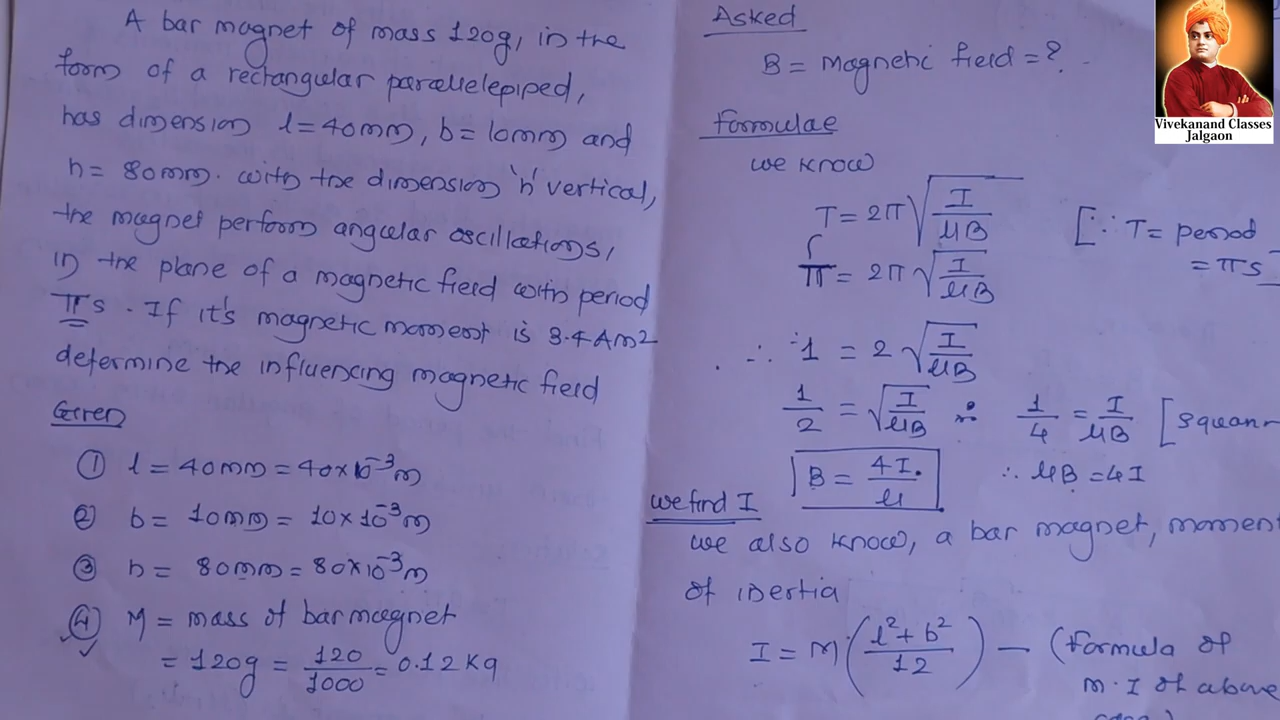 A bar magnet of mass 120g, in the
form of a rectangular parallelepiped,
has dimension l=40mm, b=10mm and
h= 80mm. with the dimension 'h' vertical,
the magnet perform angular oscillations,
in the plane of a magnetic field with period
πs. If it's magnetic moment is 3.4 Am²
determine the influencing magnetic field
Given
① l = 40mm = 40×10⁻³m
② b = 10mm = 10×10⁻³m
③ h = 80mm = 80×10⁻³m
④ M = mass of bar magnet
= 120g = 120/1000 = 0.12 Kg
Asked
B = magnetic field = ?
Formulae
we know
T = 2π √(I/μB) [∵ T = period
= πs
π = 2π √(I/μB)
∴ 1 = 2 √(I/μB)
1/2 = √(I/μB) ∴ 1/4 = I/μB [squar
B = 4I/μ ∴ μB = 4I
we find I
we also know, a bar magnet, moment
of inertia
I = M(l²+b²/12) — (formula of
M.I of above
case)
Vivekanand Classes
Jalgaon